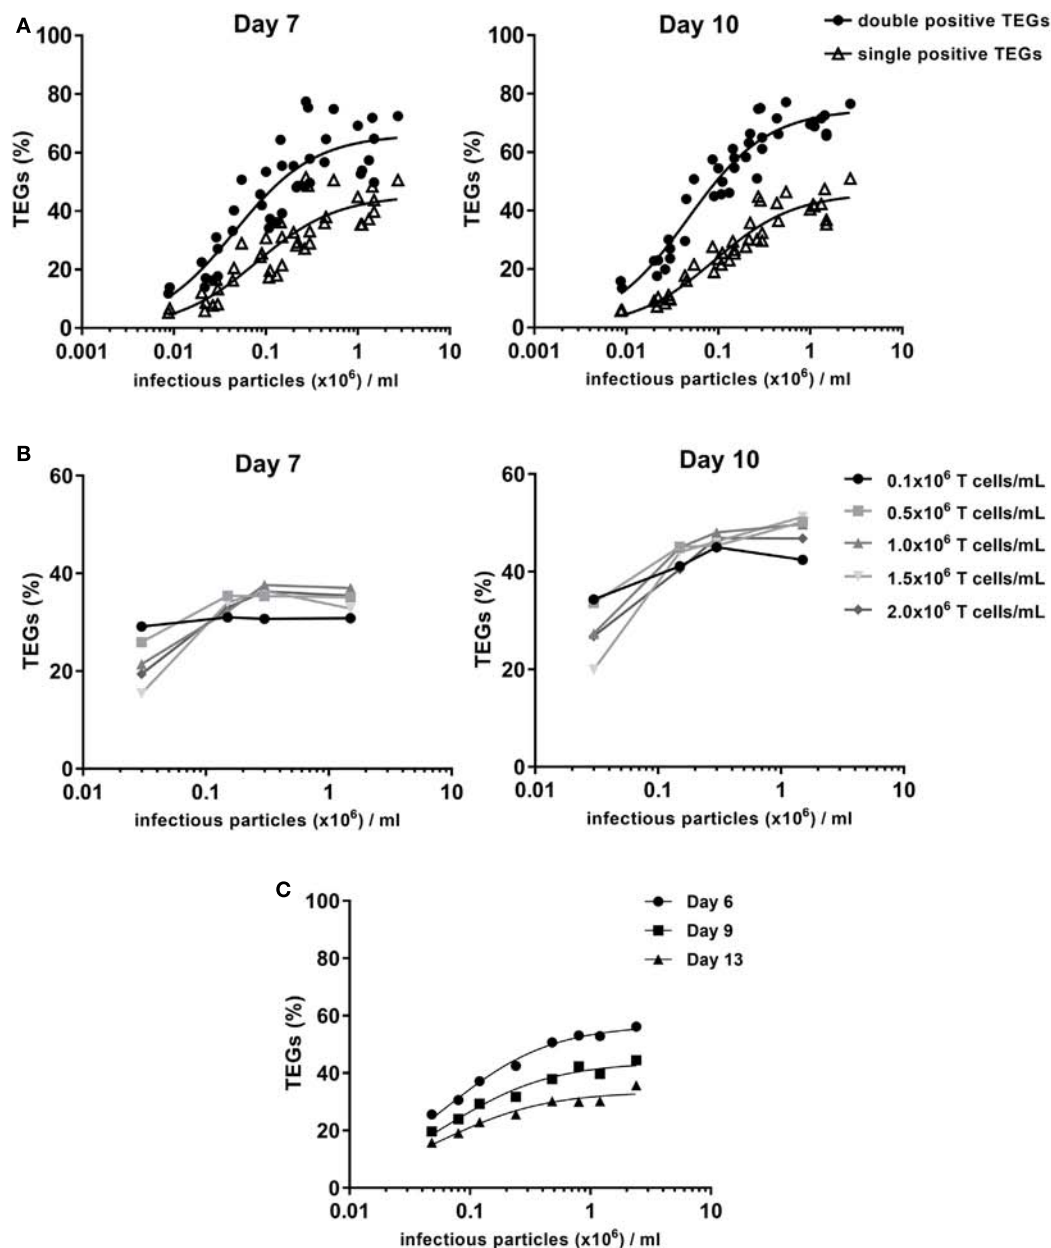 A
Day 7
Day 10
double positive TEGs
single positive TEGs
100
80
60
40
20
0
TEGs (%)
0.001 0.01 0.1 1 10
infectious particles (x10⁶) / ml
100
80
60
40
20
0
TEGs (%)
0.001 0.01 0.1 1 10
infectious particles (x10⁶) / ml
B
Day 7
Day 10
60
40
20
0
TEGs (%)
0.01 0.1 1 10
infectious particles (x10⁶) / ml
60
40
20
0
TEGs (%)
0.01 0.1 1 10
infectious particles (x10⁶) / ml
0.1x10⁶ T cells/mL
0.5x10⁶ T cells/mL
1.0x10⁶ T cells/mL
1.5x10⁶ T cells/mL
2.0x10⁶ T cells/mL
C
100
80
60
40
20
0
TEGs (%)
0.01 0.1 1 10
infectious particles (x10⁶) / ml
Day 6
Day 9
Day 13